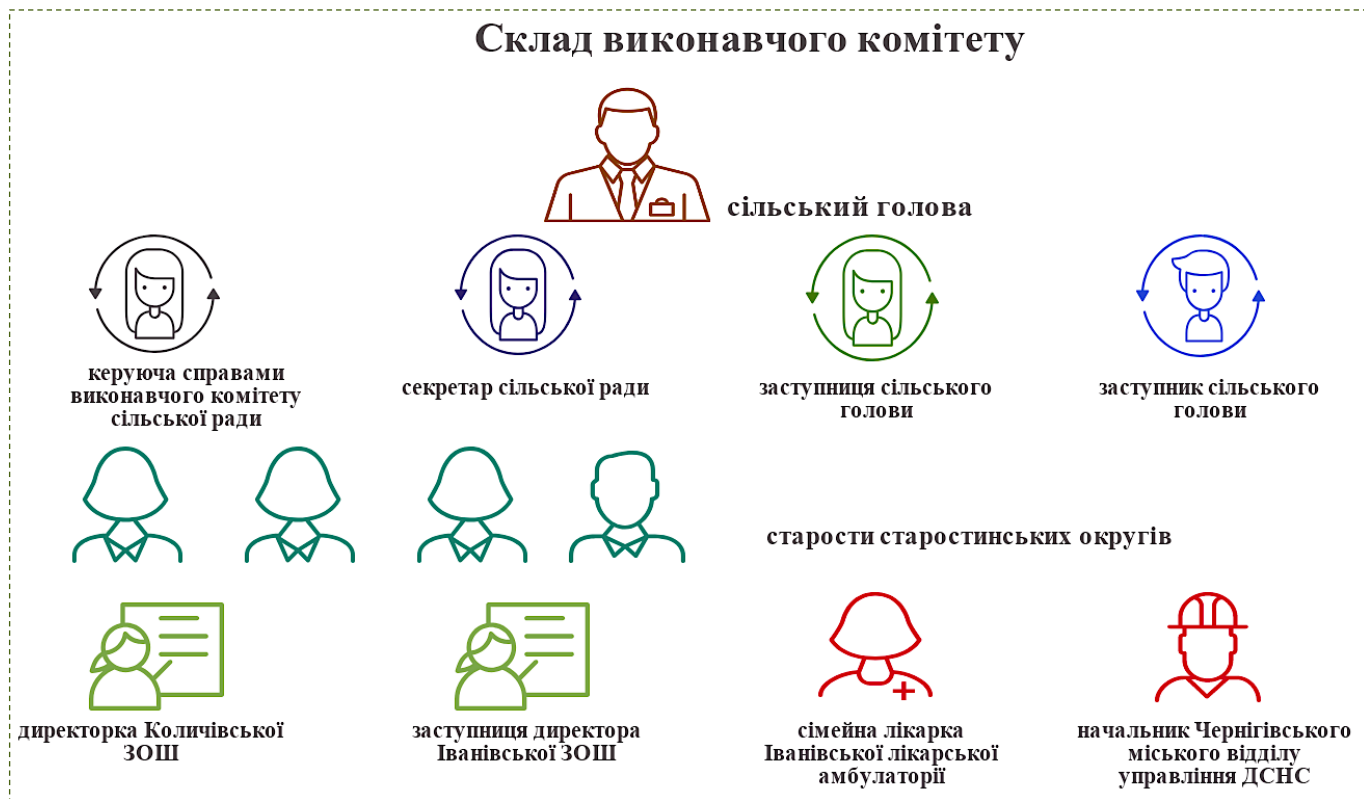 Склад виконавчого комітету
сільський голова
керуюча справами
виконавчого комітету
сільської ради
секретар сільської ради
заступниця сільського
голови
заступник сільського
голови
старости старостинських округів
директорка Количівської
ЗОШ
заступниця директора
Іванівської ЗОШ
сімейна лікарка
Іванівської лікарської
амбулаторії
начальник Чернігівського
міського відділу
управління ДСНС